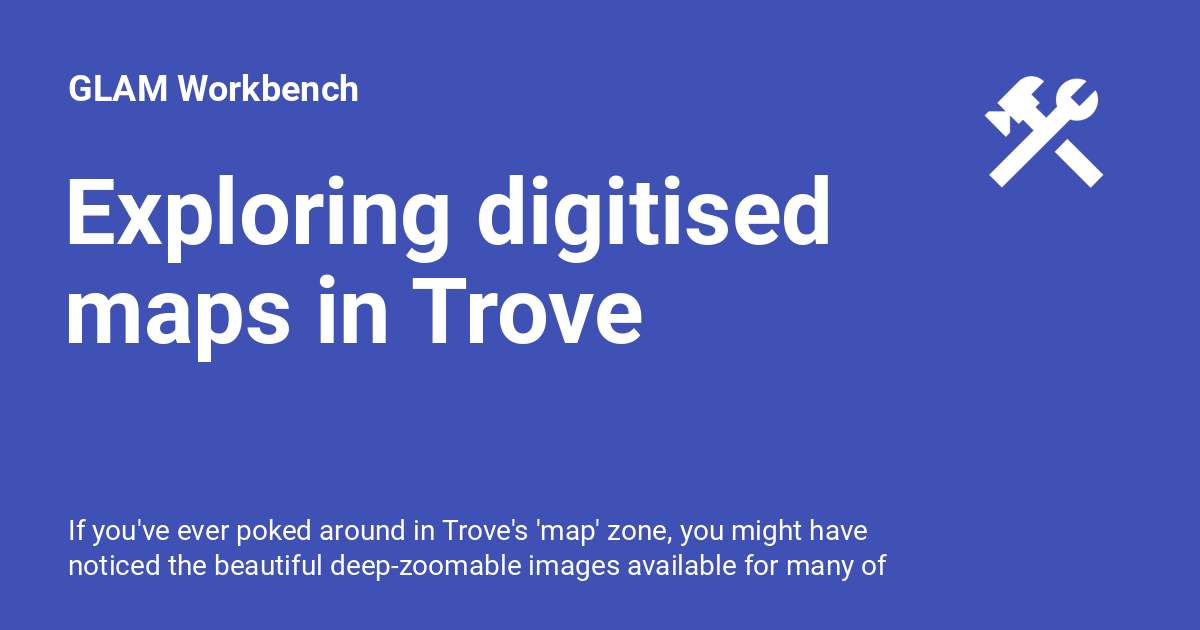 GLAM Workbench
Exploring digitised
maps in Trove
If you've ever poked around in Trove's 'map' zone, you might have
noticed the beautiful deep-zoomable images available for many of